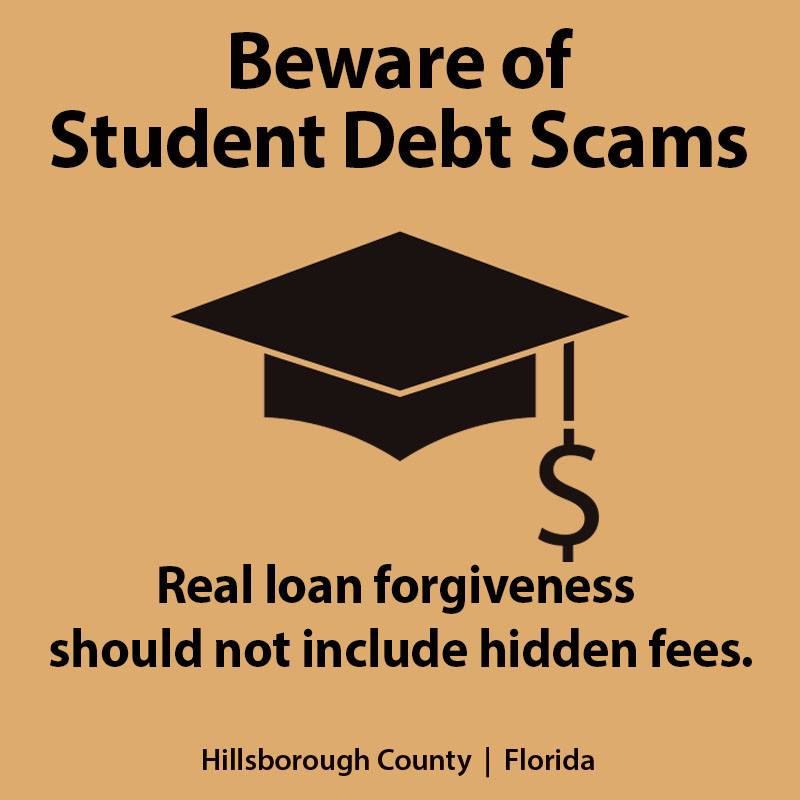 Beware of
Student Debt Scams
$
Real loan forgiveness
should not include hidden fees.
Hillsborough County | Florida